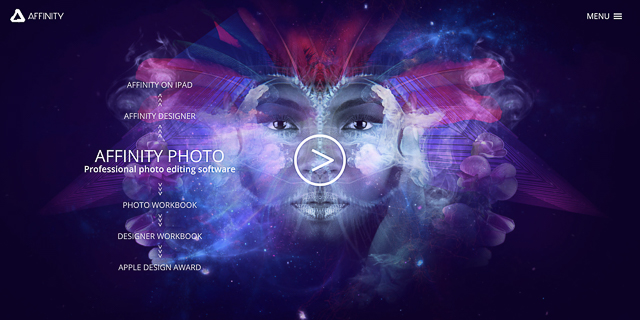 AFFINITY
MENU
AFFINITY ON IPAD
AFFINITY DESIGNER
AFFINITY PHOTO
Professional photo editing software
PHOTO WORKBOOK
DESIGNER WORKBOOK
APPLE DESIGN AWARD